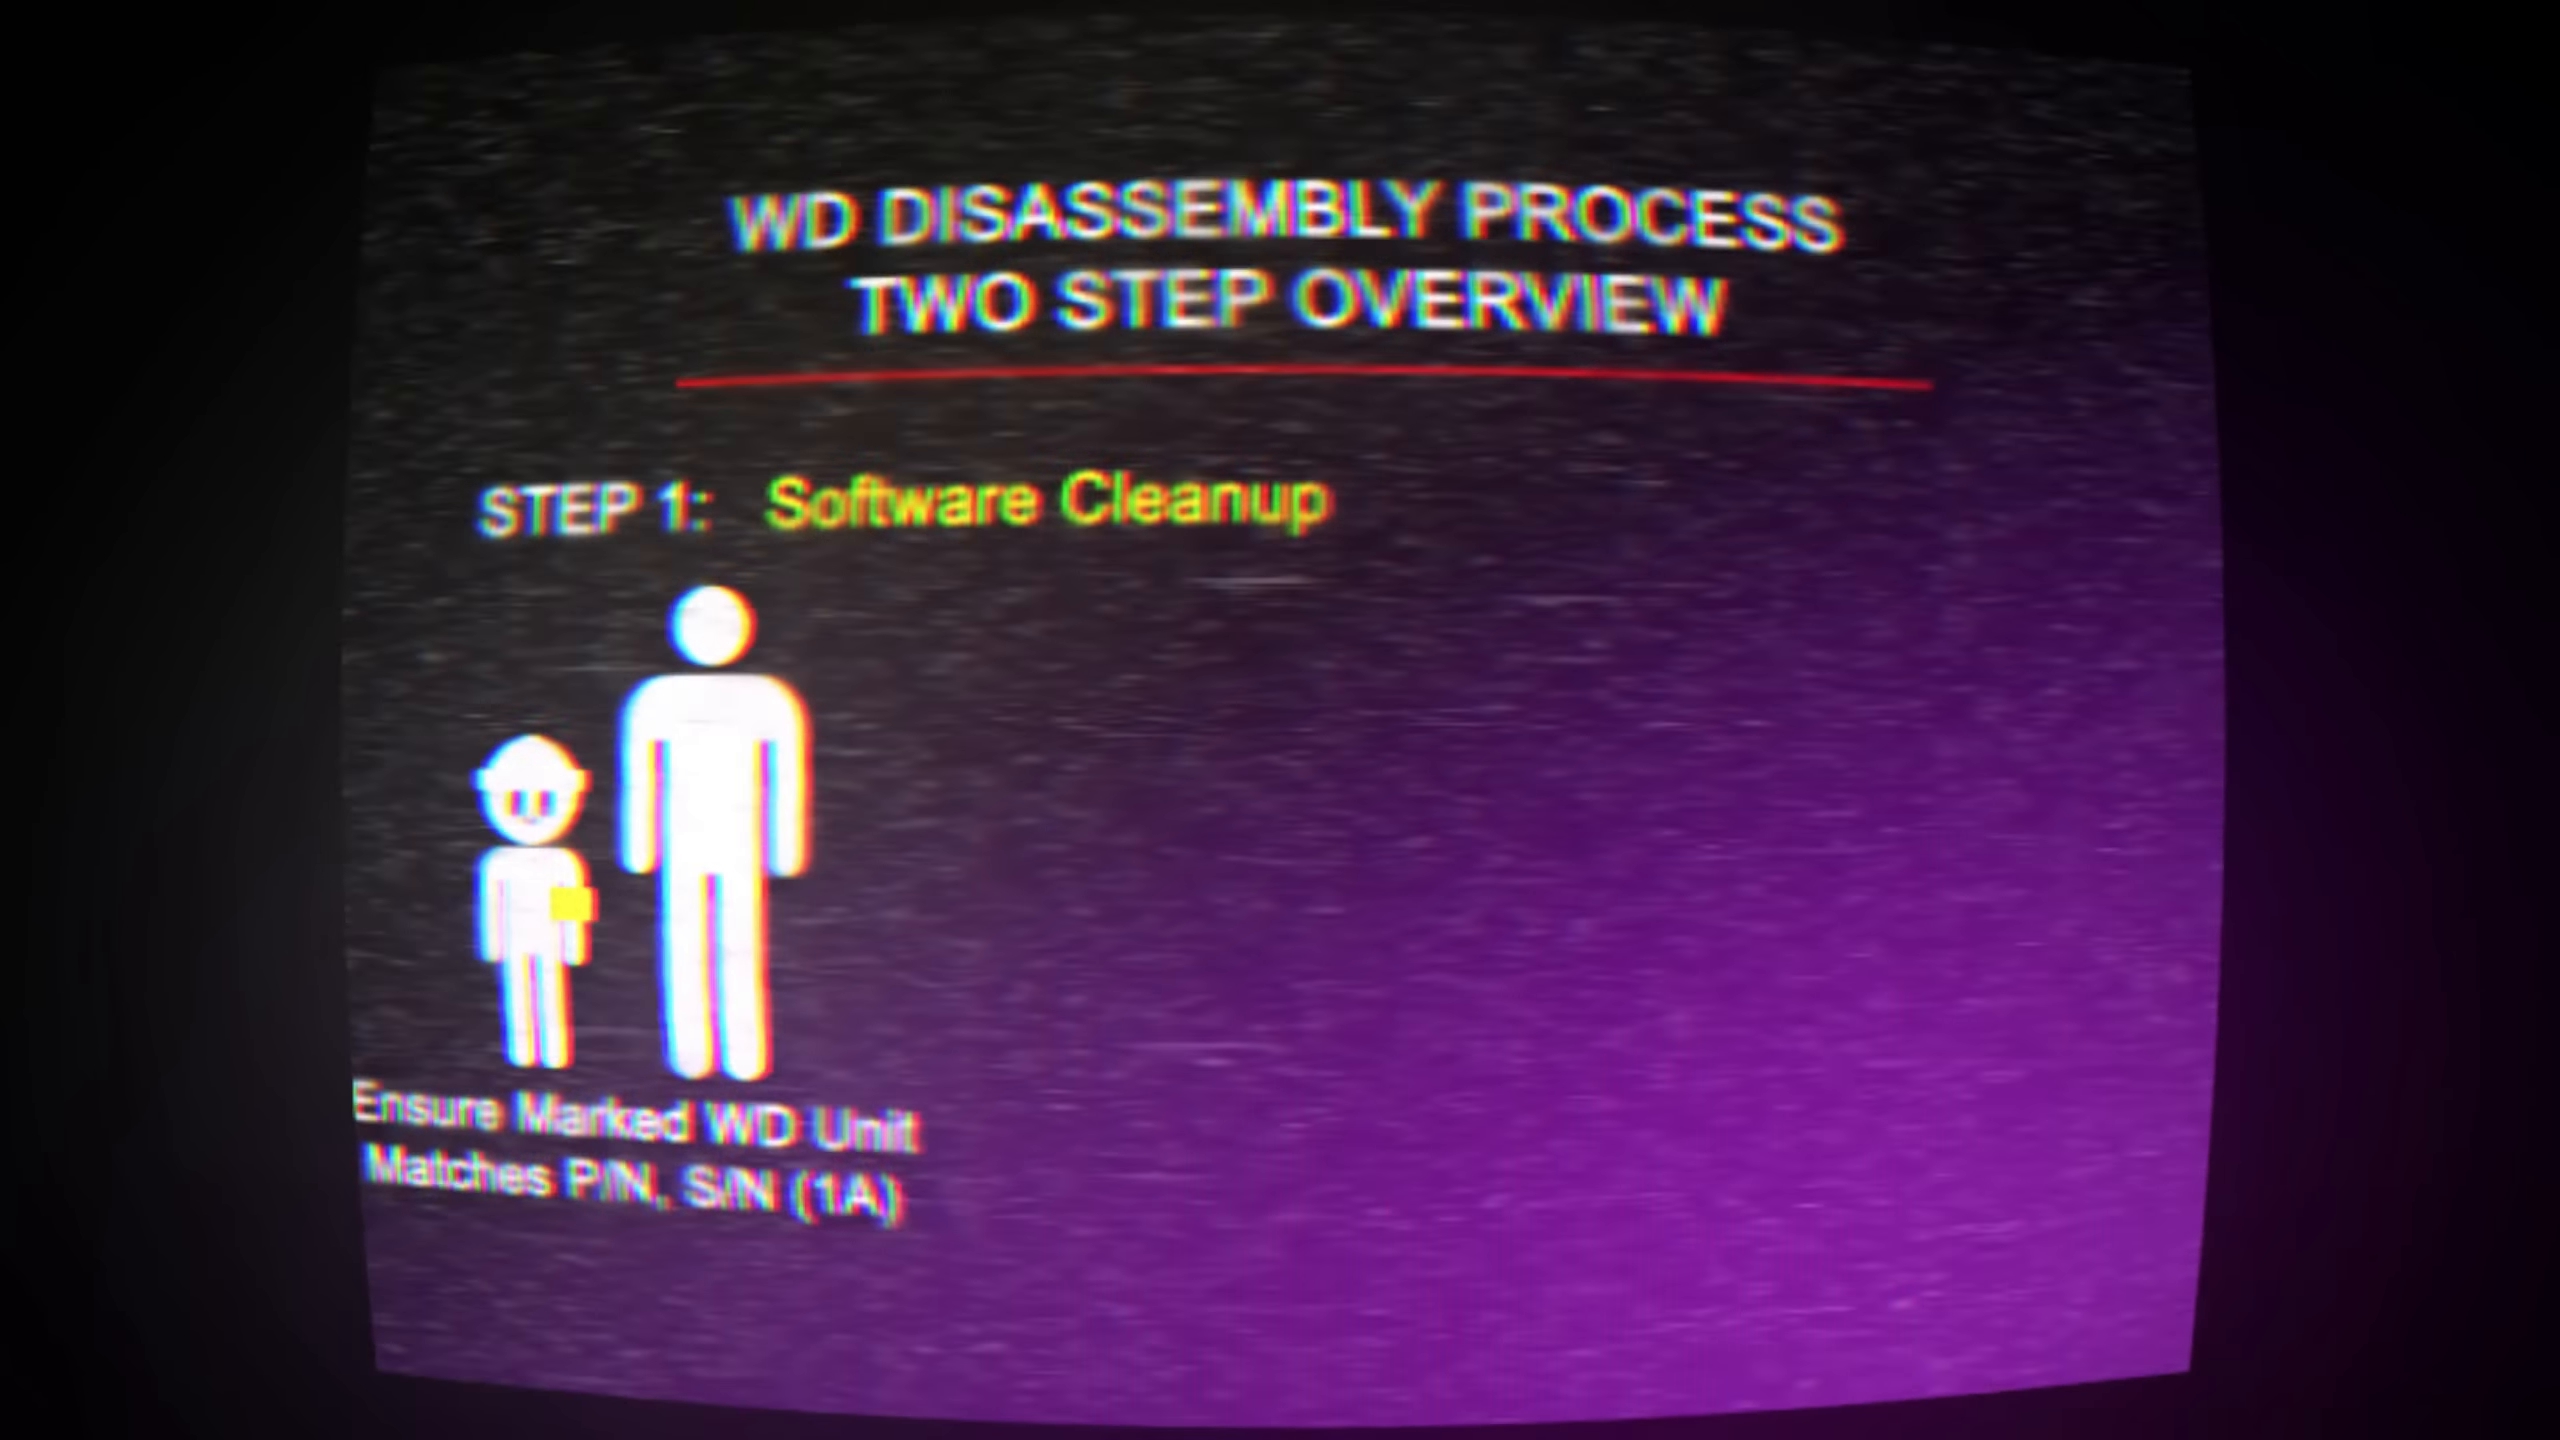 WD DISASSEMBLY PROCESS
TWO STEP OVERVIEW
STEP 1: Software Cleanup
Ensure Marked WD Unit
Matches P/N, S/N (1A)